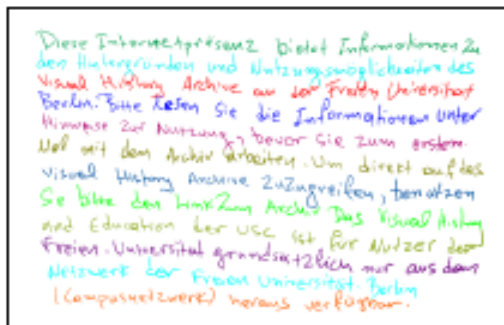 Diese Internetpräsenz bietet Informationen zu
den Hintergründen und Nutzungsmöglichkeiten des
Visual History Archive an der Freien Universität
Berlin. Bitte lesen sie die Informationen unter
Hinweise zur Nutzung, bevor Sie zum ersten
Mal mit dem Archiv arbeiten. Um direkt auf das
Visual History Archive zuzugreifen, benutzen
Sie bitte den Link zum Archiv. Das Visual History
and Education der USC ist für Nutzer der
Freien Universität grundsätzlich nur aus dem
Netzwerk der Freien Universität Berlin
(Campusnetzwerk) heraus verfügbar.